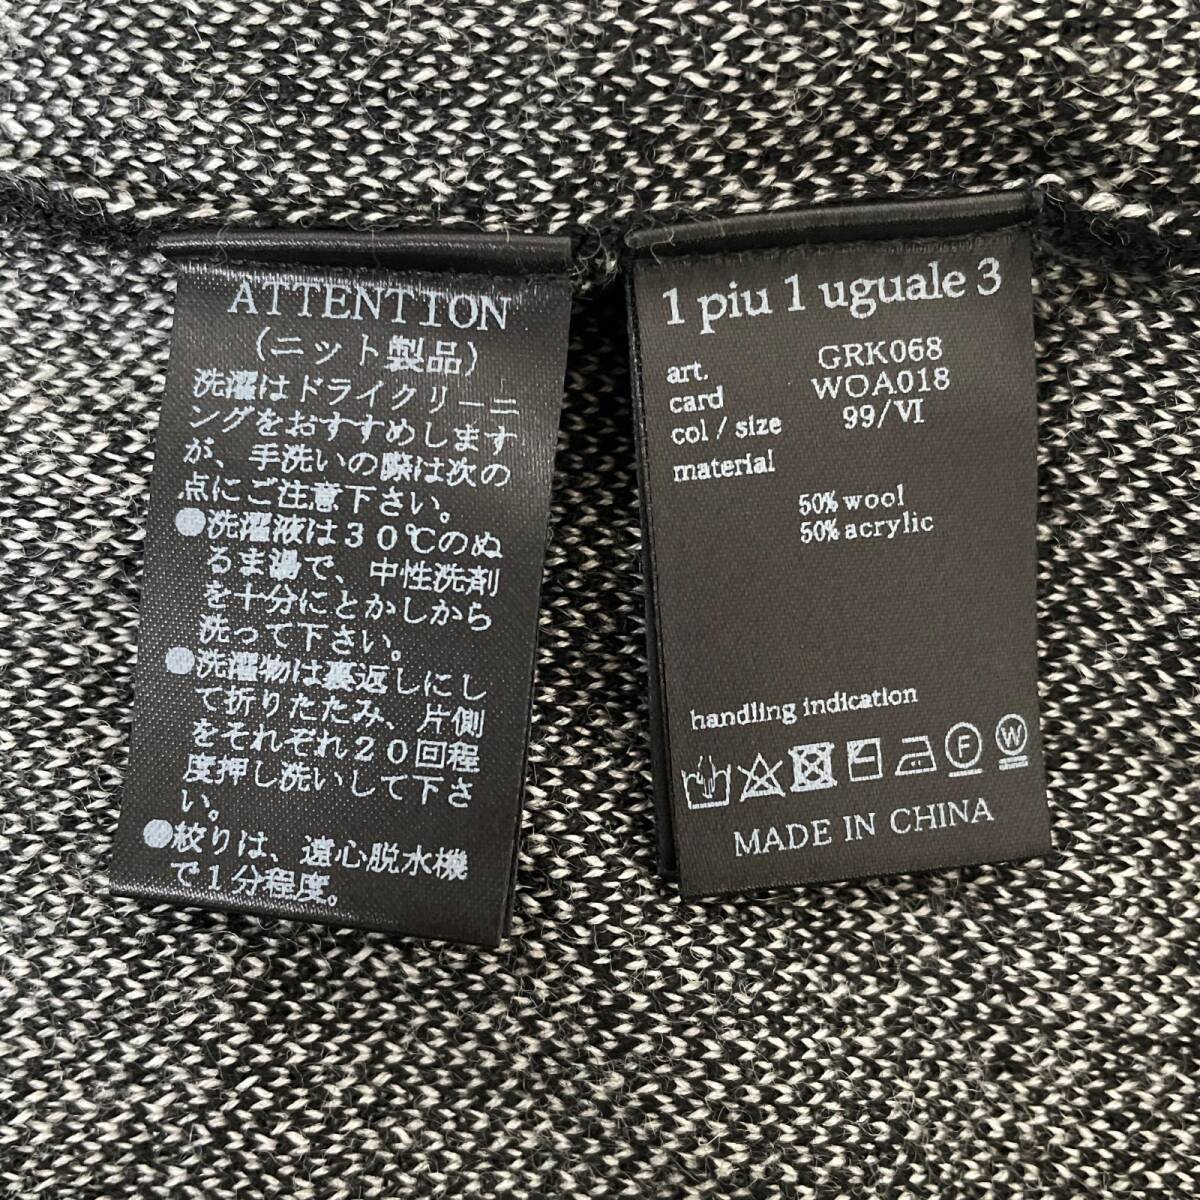 ATTENTION
(ニット製品)
洗濯はドライクリーニ
ングをおすすめします
が、手洗いの際は次の
点にご注意下さい。
●洗濯液は30℃のぬ
るま湯で、中性洗剤
を十分にとかしから
洗って下さい。
●洗濯物は裏返しにし
て折りたたみ、片側
をそれぞれ20回程
度押し洗いして下さ
い。
●絞りは、遠心脱水機
で1分程度。
1 piu 1 uguale 3
art. GRK068
card WOA018
col / size 99/VI
material
50% wool
50% acrylic
handling indication
F W
MADE IN CHINA